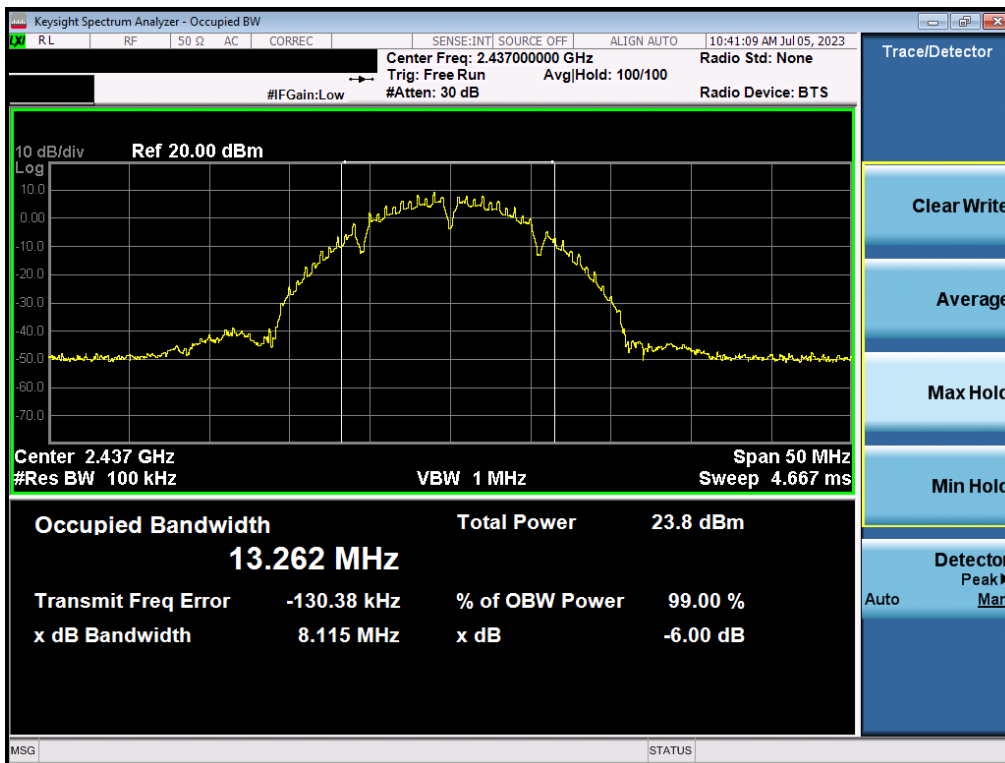 Keysight Spectrum Analyzer - Occupied BW
LXI RL RF 50 Ω AC CORREC SENSE:INT SOURCE OFF ALIGN AUTO 10:41:09 AM Jul 05, 2023
Center Freq: 2.437000000 GHz Radio Std: None
Trig: Free Run Avg|Hold: 100/100
#IFGain:Low #Atten: 30 dB Radio Device: BTS
Trace/Detector
10 dB/div Ref 20.00 dBm
Log
10.0
0.00
-10.0
-20.0
-30.0
-40.0
-50.0
-60.0
-70.0
Center 2.437 GHz Span 50 MHz
#Res BW 100 kHz VBW 1 MHz Sweep 4.667 ms
Occupied Bandwidth Total Power 23.8 dBm
13.262 MHz
Transmit Freq Error -130.38 kHz % of OBW Power 99.00 %
x dB Bandwidth 8.115 MHz x dB -6.00 dB
Clear Write
Average
Max Hold
Min Hold
Detector
Peak
Auto Man
MSG STATUS